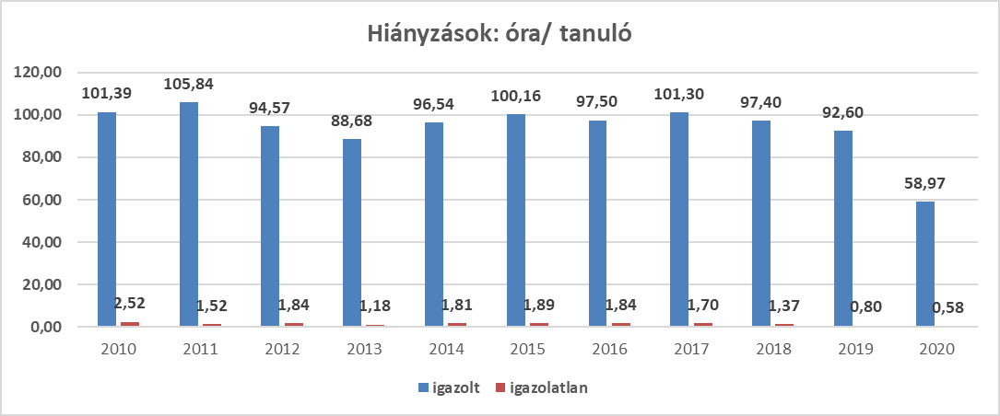 Hiányzások: óra/ tanuló
120,00
100,00
80,00
60,00
40,00
20,00
0,00
101,39 105,84 94,57 88,68 96,54 100,16 97,50 101,30 97,40 92,60 58,97
2,52 1,52 1,84 1,18 1,81 1,89 1,84 1,70 1,37 0,80 0,58
2010 2011 2012 2013 2014 2015 2016 2017 2018 2019 2020
igazolt igazolatlan